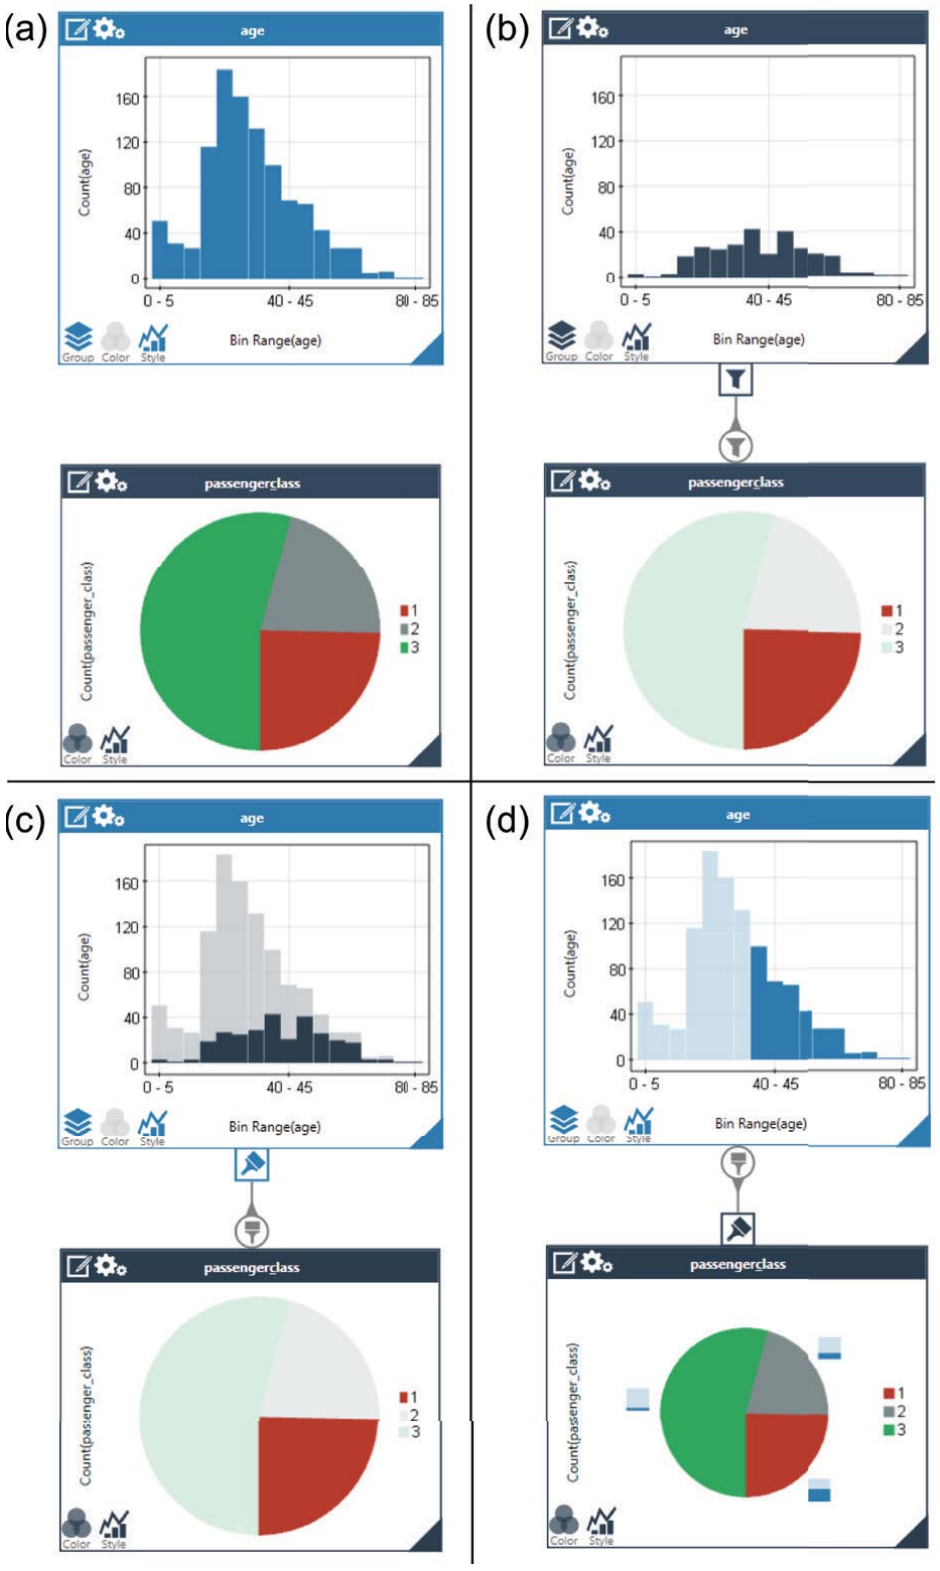 (a)
age
160
120
80
40
0
Count(age)
0 - 5
40 - 45
80 - 85
Bin Range(age)
Group Color Style
passengerclass
Count(passenger_class)
1
2
3
Color Style
(b)
age
160
120
80
40
0
Count(age)
0 - 5
40 - 45
80 - 85
Bin Range(age)
Group Color Style
passengerclass
Count(passenger_class)
1
2
3
Color Style
(c)
age
160
120
80
40
0
Count(age)
0 - 5
40 - 45
80 - 85
Bin Range(age)
Group Color Style
passengerclass
Count(passenger_class)
1
2
3
Color Style
(d)
age
160
120
80
40
0
Count(age)
0 - 5
40 - 45
80 - 85
Bin Range(age)
Group Color Style
passengerclass
Count(passenger_class)
1
2
3
Color Style